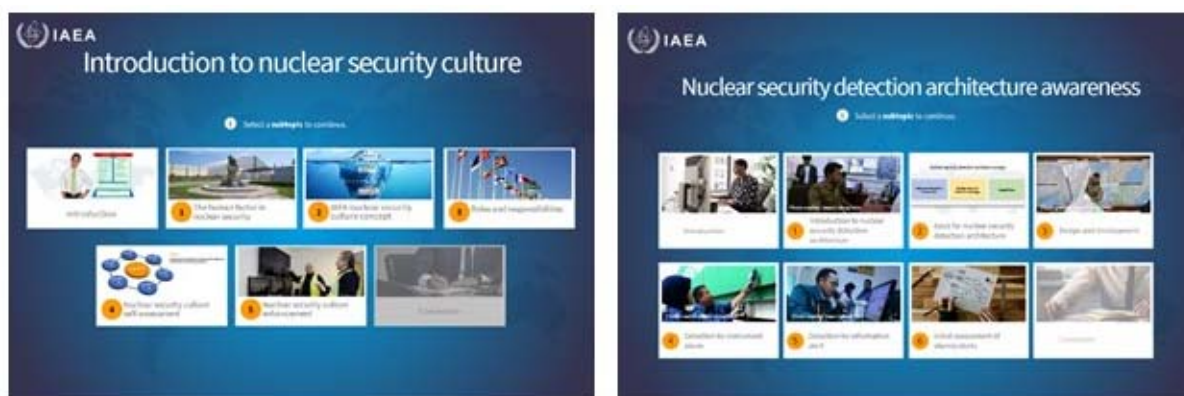 IAEA
Introduction to nuclear security culture
Select a subtopic to continue.
Introduction
1
The human factor in
nuclear security
2
IAEA nuclear security
culture concept
3
Roles and responsibilities
4
Nuclear security culture
self-assessment
5
Nuclear security culture
enhancement
IAEA
Nuclear security detection architecture awareness
Select a subtopic to continue.
Introduction
1
Introduction to nuclear
security detection
architecture
2
Basis for nuclear security
detection architecture
3
Design and development
4
Detection by instrument
alarm
5
Detection by information
alert
6
Initial assessment of